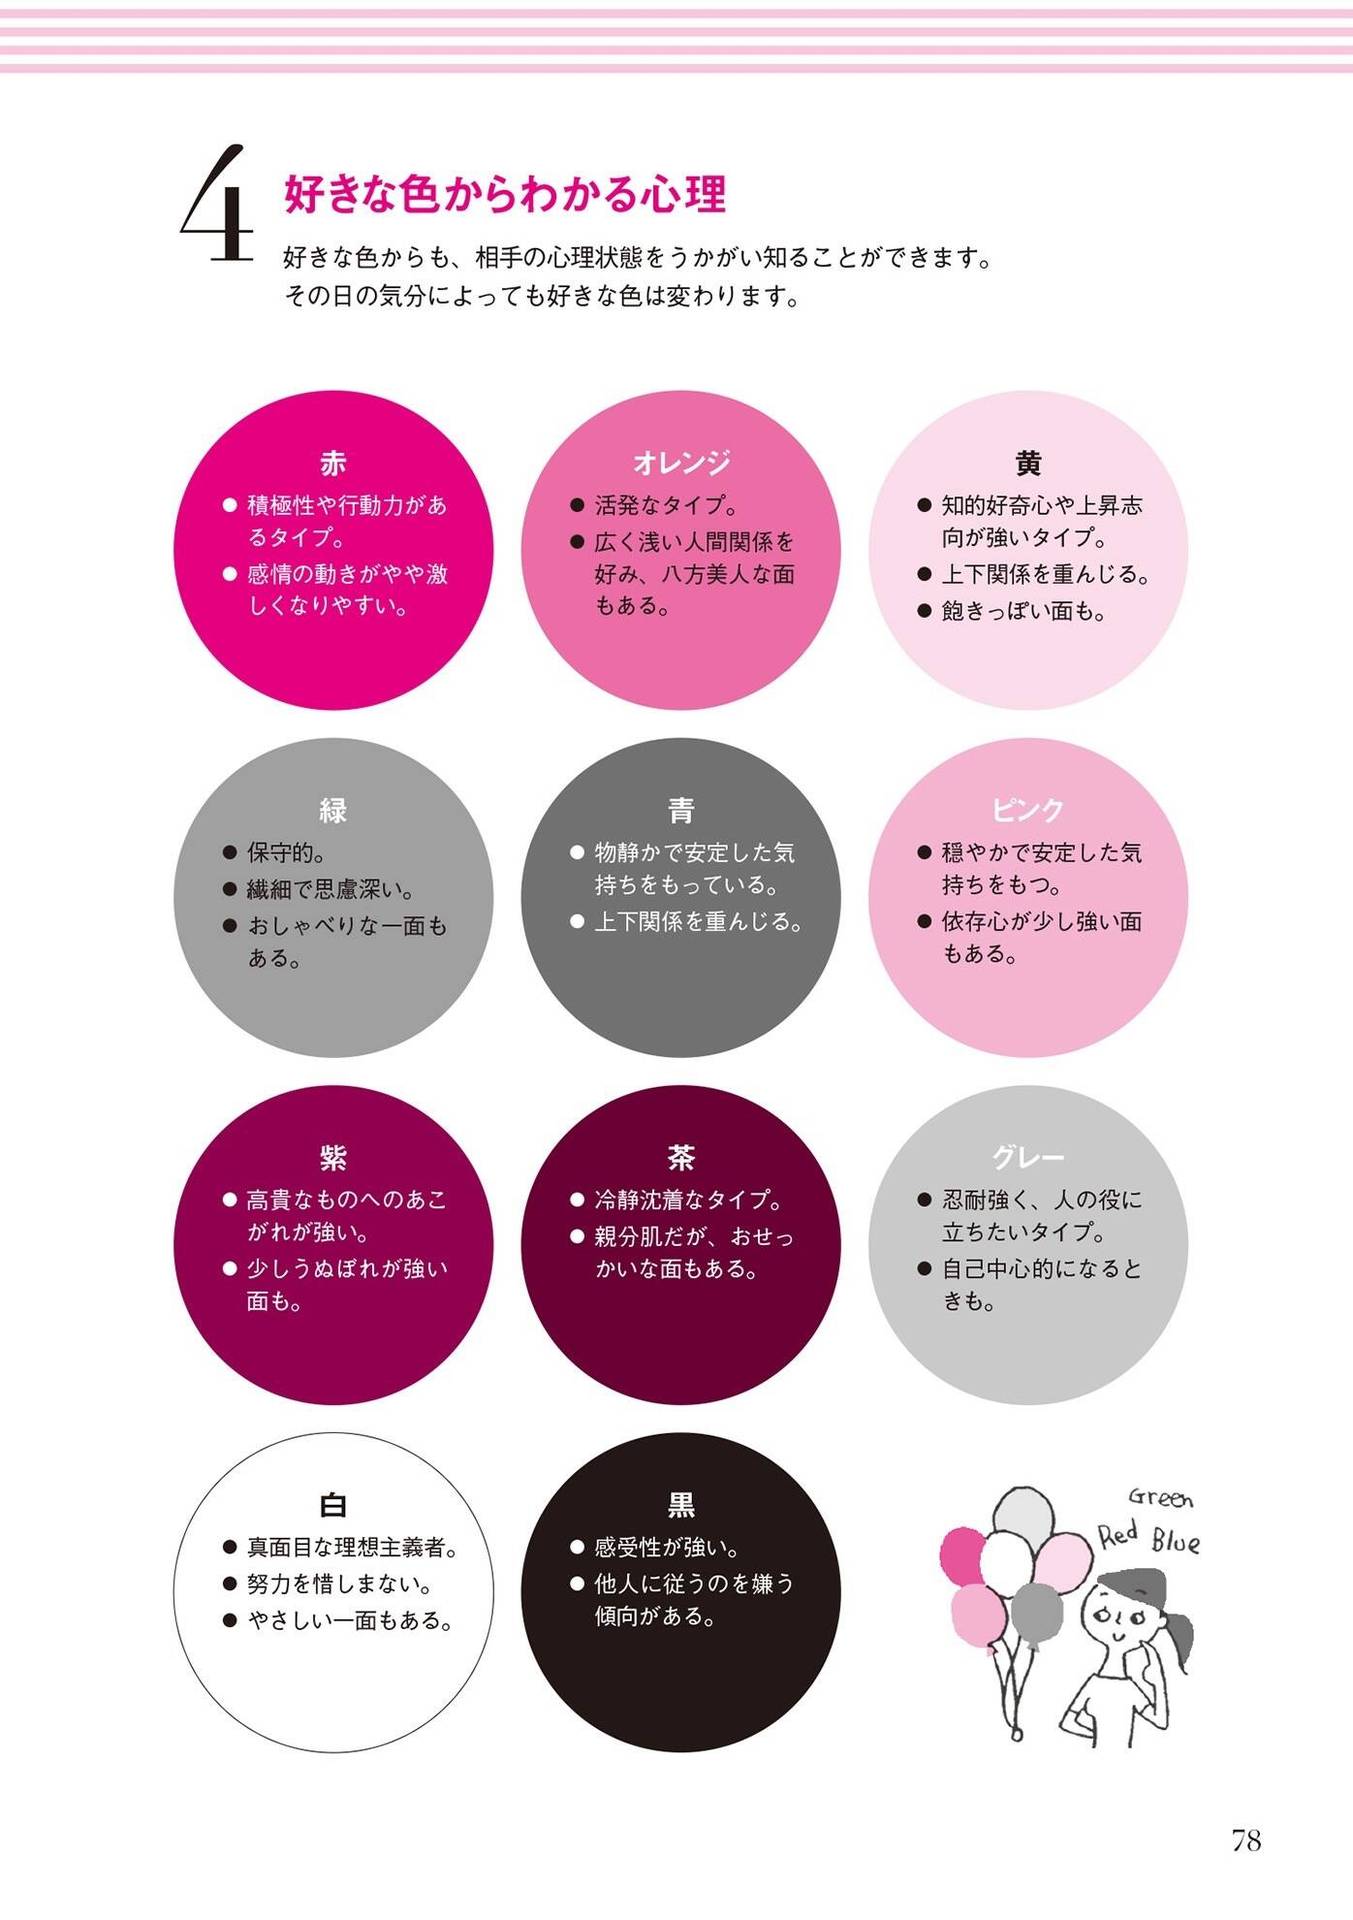 4
好きな色からわかる心理
好きな色からも、相手の心理状態をうかがい知ることができます。
その日の気分によっても好きな色は変わります。
赤
● 積極性や行動力があ
るタイプ。
● 感情の動きがやや激
しくなりやすい。
オレンジ
● 活発なタイプ。
● 広く浅い人間関係を
好み、八方美人な面
もある。
黄
● 知的好奇心や上昇志
向が強いタイプ。
● 上下関係を重んじる。
● 飽きっぽい面も。
緑
● 保守的。
● 繊細で思慮深い。
● おしゃべりな一面も
ある。
青
● 物静かで安定した気
持ちをもっている。
● 上下関係を重んじる。
ピンク
● 穏やかで安定した気
持ちをもつ。
● 依存心が少し強い面
もある。
紫
● 高貴なものへのあこ
がれが強い。
● 少しうぬぼれが強い
面も。
茶
● 冷静沈着なタイプ。
● 親分肌だが、おせっ
かいな面もある。
グレー
● 忍耐強く、人の役に
立ちたいタイプ。
● 自己中心的になると
きも。
白
● 真面目な理想主義者。
● 努力を惜しまない。
● やさしい一面もある。
黒
● 感受性が強い。
● 他人に従うのを嫌う
傾向がある。
Green
Red Blue
78